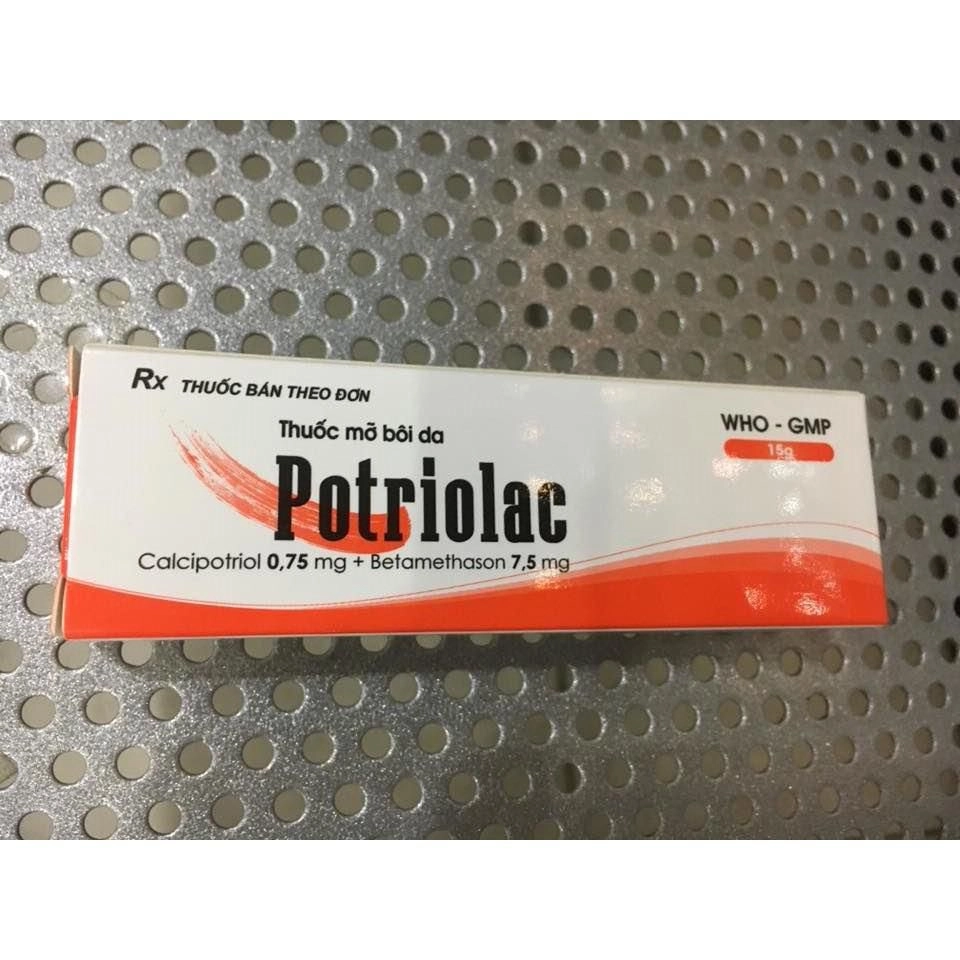 Rx THUỐC BÁN THEO ĐƠN
Thuốc mỡ bôi da
Potriolac
Calcipotriol 0,75 mg + Betamethason 7,5 mg
WHO - GMP
15g